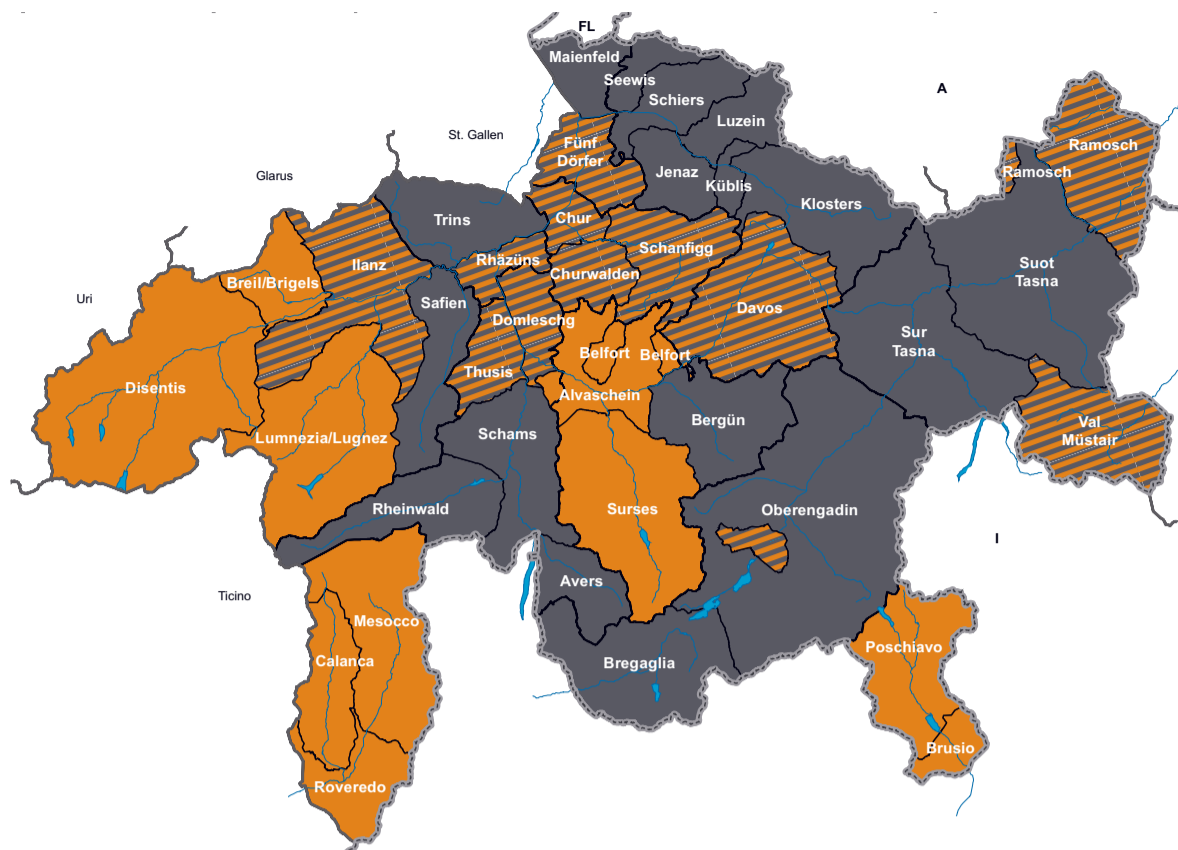 FL
Maienfeld
Seewis
Schiers
A
Luzein
St. Gallen
Fünf
Dörfer
Ramosch
Jenaz
Ramosch
Glarus
Küblis
Klosters
Trins
Chur
Schanfigg
Ilanz
Rhäzüns
Churwalden
Suot
Tasna
Breil/Brigels
Uri
Safien
Davos
Domleschg
Sur
Tasna
Belfort
Belfort
Disentis
Thusis
Alvaschein
Bergün
Val
Müstair
Lumnezia/Lugnez
Schams
Rheinwald
Surses
Oberengadin
I
Avers
Ticino
Mesocco
Poschiavo
Calanca
Bregaglia
Brusio
Roveredo